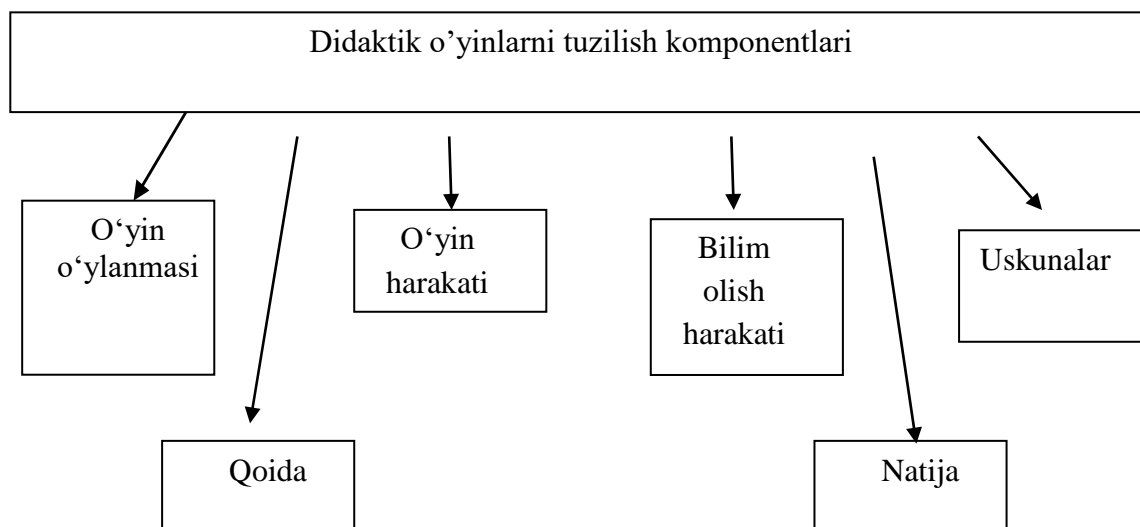 Didaktik o’yinlarni tuzilish komponentlari
O‘yin
o‘ylanmasi
O‘yin
harakati
Bilim
olish
harakati
Uskunalar
Qoida
Natija